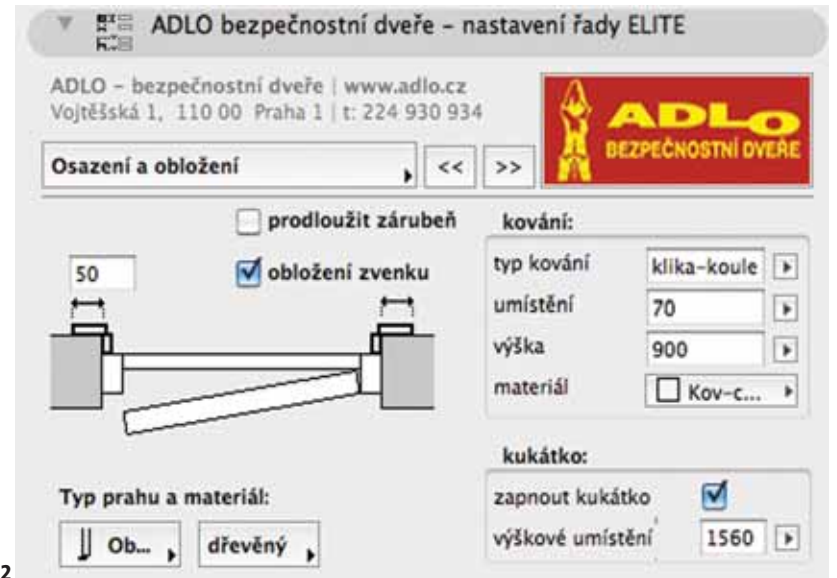 ADLO bezpečnostní dveře – nastavení řady ELITE
ADLO – bezpečnostní dveře | www.adlo.cz
Vojtěšská 1, 110 00 Praha 1 | t: 224 930 934
ADLO
BEZPEČNOSTNÍ DVEŘE
Osazení a obložení
<< >>
prodloužit zárubeň
50
obložení zvenku
kování:
typ kování klika-koule
umístění 70
výška 900
materiál Kov-c...
kukátko:
zapnout kukátko
výškové umístění 1560
Typ prahu a materiál:
Ob... dřevěný
2